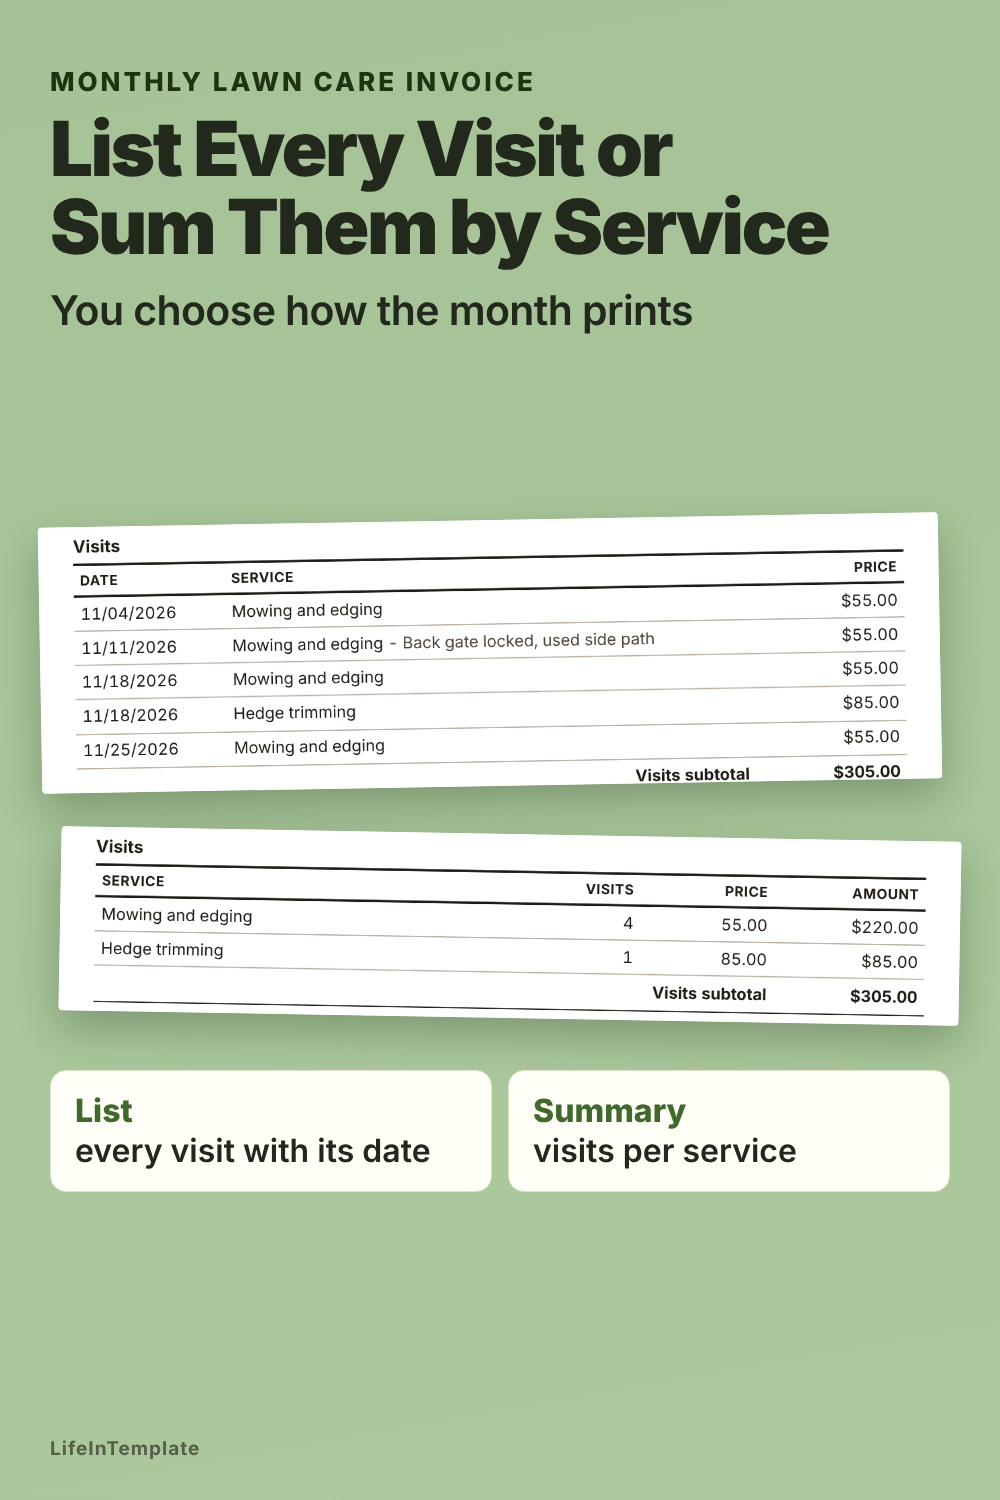 MONTHLY LAWN CARE INVOICE
List Every Visit or
Sum Them by Service
You choose how the month prints
Visits
DATE SERVICE PRICE
11/04/2026 Mowing and edging $55.00
11/11/2026 Mowing and edging - Back gate locked, used side path $55.00
11/18/2026 Mowing and edging $55.00
11/18/2026 Hedge trimming $85.00
11/25/2026 Mowing and edging $55.00
Visits subtotal $305.00
Visits
SERVICE VISITS PRICE AMOUNT
Mowing and edging 4 55.00 $220.00
Hedge trimming 1 85.00 $85.00
Visits subtotal $305.00
List
every visit with its date
Summary
visits per service
LifeInTemplate